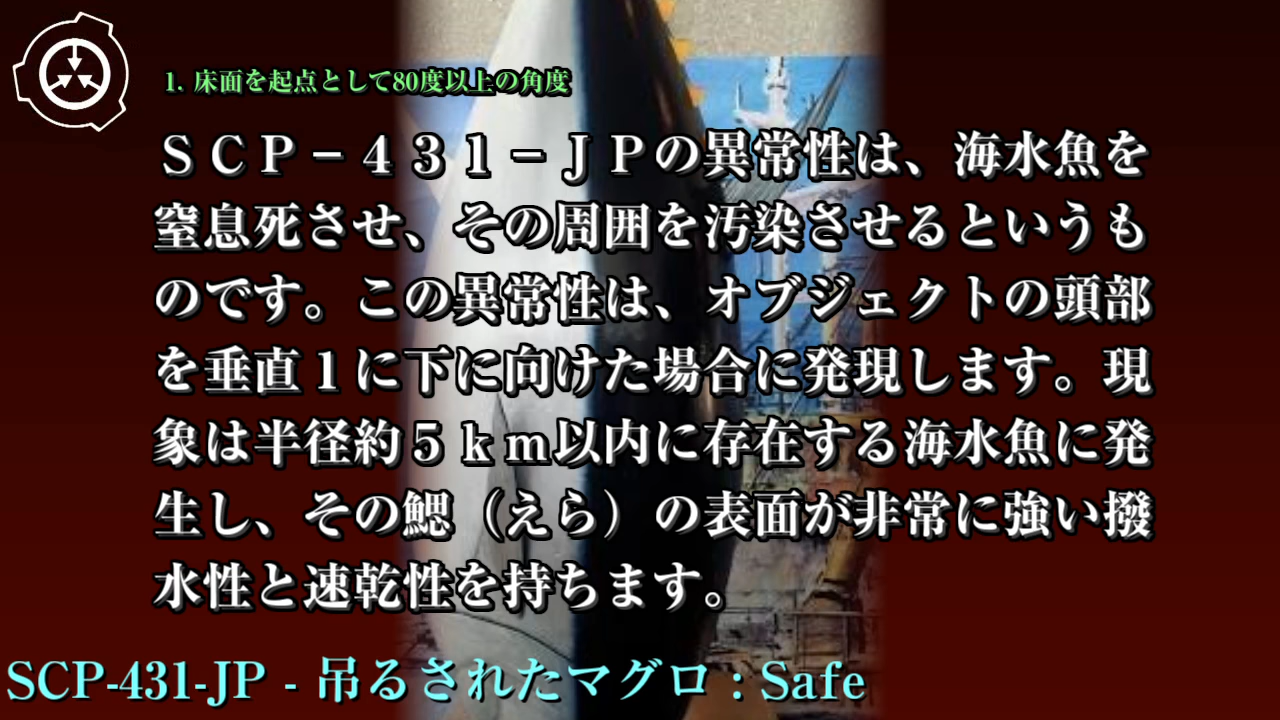 1. 床面を起点として80度以上の角度
ＳＣＰ－４３１－ＪＰの異常性は、海水魚を
窒息死させ、その周囲を汚染させるというも
のです。この異常性は、オブジェクトの頭部
を垂直１に下に向けた場合に発現します。現
象は半径約５ｋｍ以内に存在する海水魚に発
生し、その鰓（えら）の表面が非常に強い撥
水性と速乾性を持ちます。
SCP-431-JP - 吊るされたマグロ : Safe